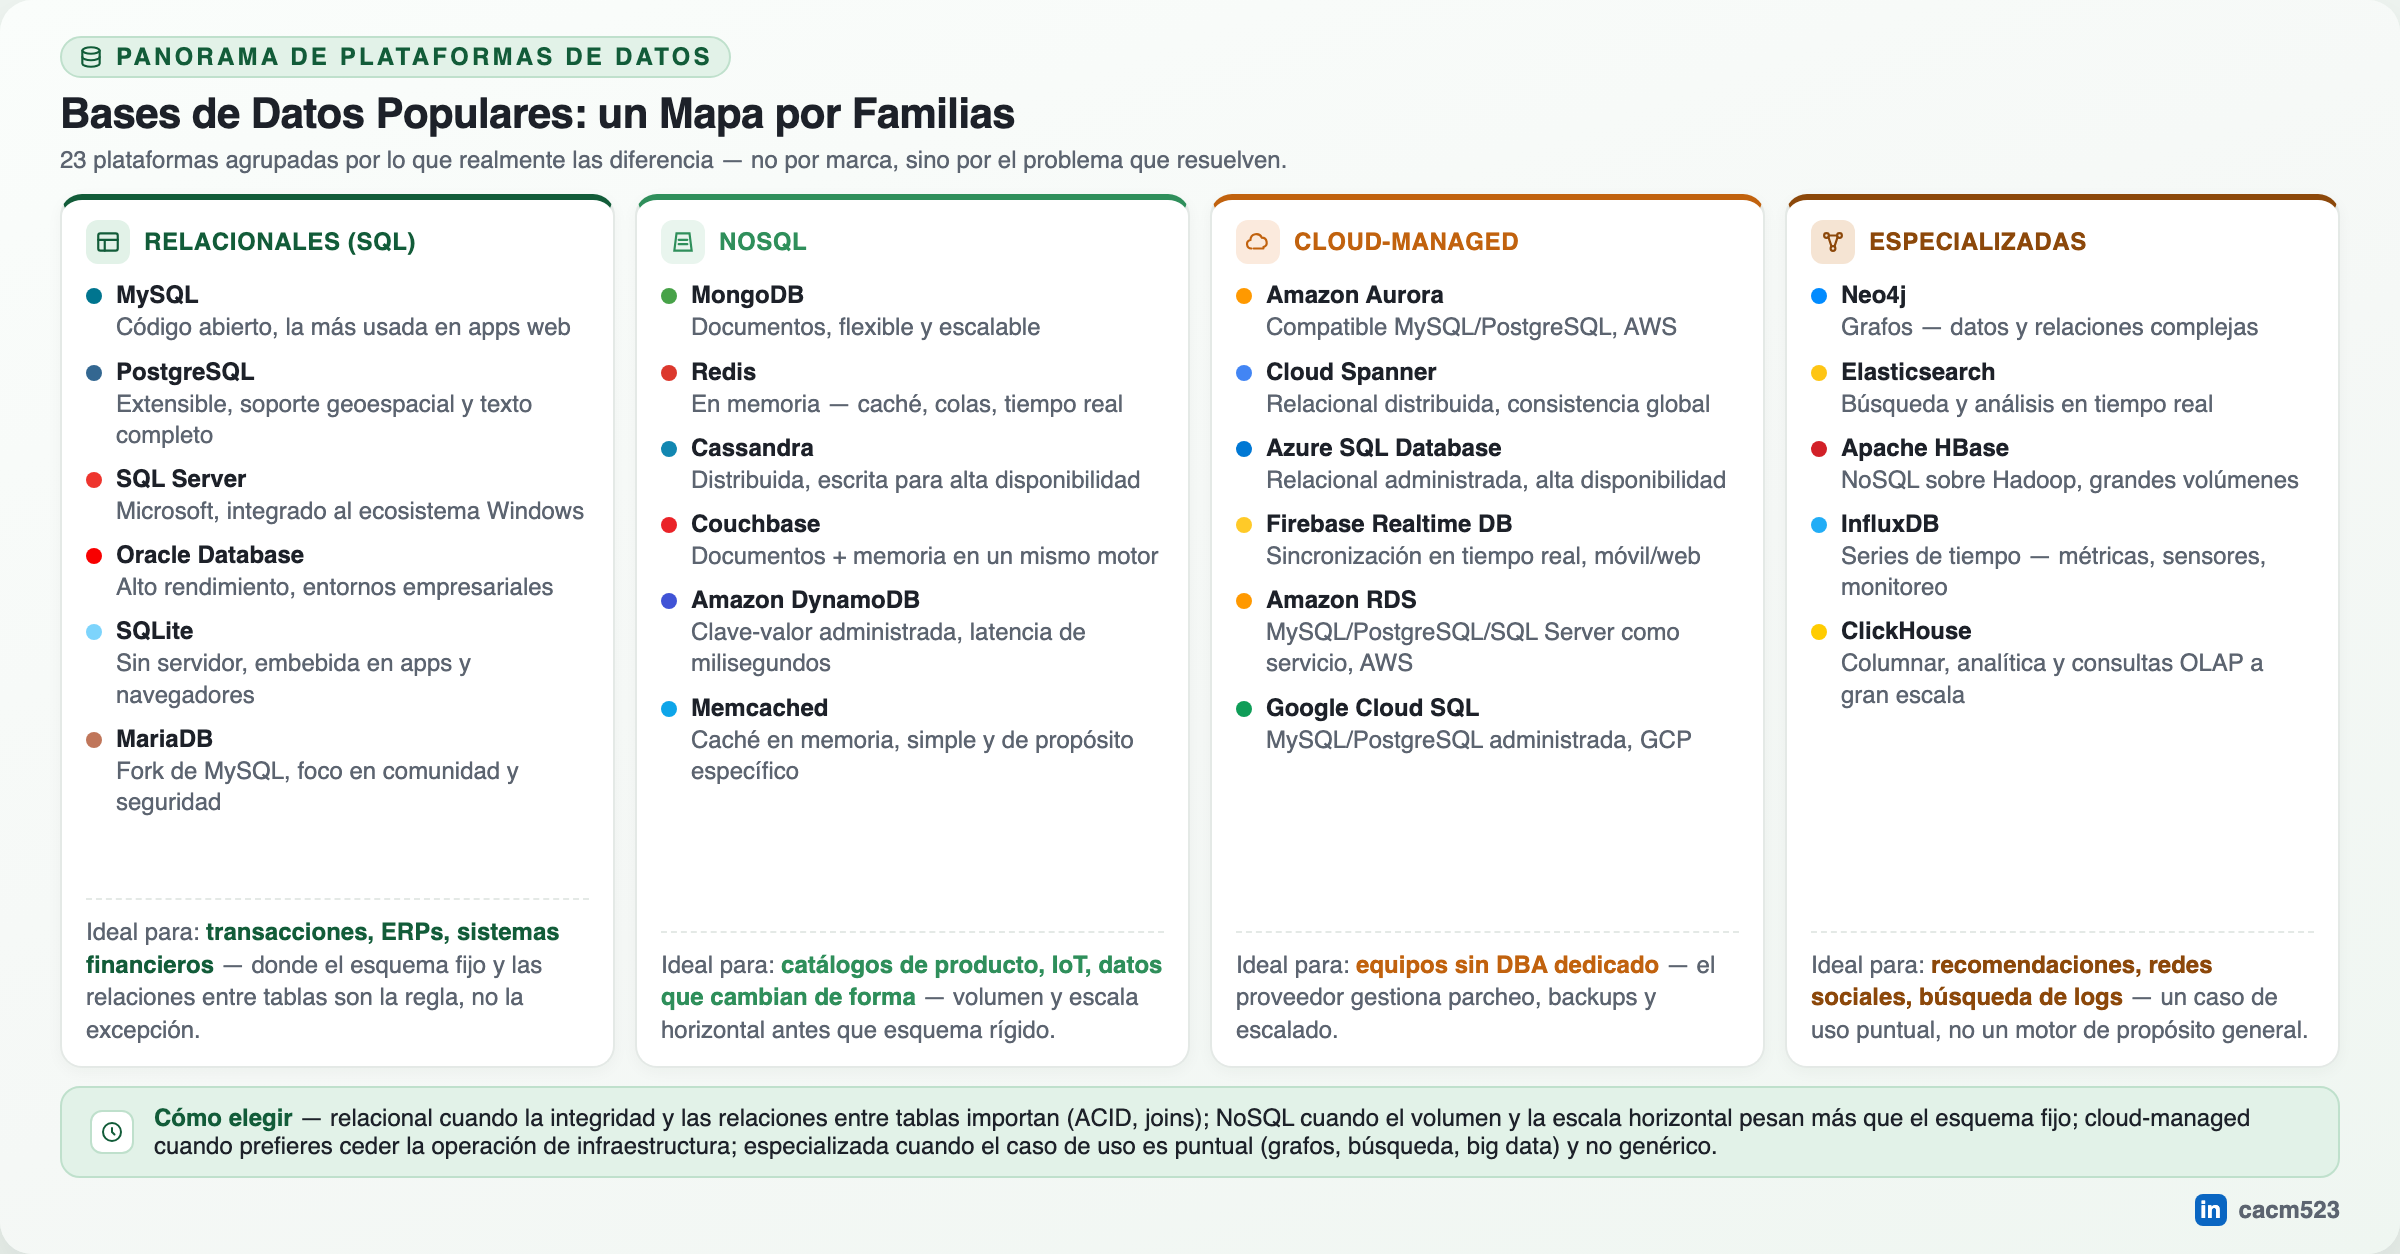 PANORAMA DE PLATAFORMAS DE DATOS
Bases de Datos Populares: un Mapa por Familias
23 plataformas agrupadas por lo que realmente las diferencia — no por marca, sino por el problema que resuelven.
RELACIONALES (SQL)
MySQL
Código abierto, la más usada en apps web
PostgreSQL
Extensible, soporte geoespacial y texto
completo
SQL Server
Microsoft, integrado al ecosistema Windows
Oracle Database
Alto rendimiento, entornos empresariales
SQLite
Sin servidor, embebida en apps y
navegadores
MariaDB
Fork de MySQL, foco en comunidad y
seguridad
Ideal para: transacciones, ERPs, sistemas
financieros — donde el esquema fijo y las
relaciones entre tablas son la regla, no la
excepción.
NOSQL
MongoDB
Documentos, flexible y escalable
Redis
En memoria — caché, colas, tiempo real
Cassandra
Distribuida, escrita para alta disponibilidad
Couchbase
Documentos + memoria en un mismo motor
Amazon DynamoDB
Clave-valor administrada, latencia de
milisegundos
Memcached
Caché en memoria, simple y de propósito
específico
Ideal para: catálogos de producto, IoT, datos
que cambian de forma — volumen y escala
horizontal antes que esquema rígido.
CLOUD-MANAGED
Amazon Aurora
Compatible MySQL/PostgreSQL, AWS
Cloud Spanner
Relacional distribuida, consistencia global
Azure SQL Database
Relacional administrada, alta disponibilidad
Firebase Realtime DB
Sincronización en tiempo real, móvil/web
Amazon RDS
MySQL/PostgreSQL/SQL Server como
servicio, AWS
Google Cloud SQL
MySQL/PostgreSQL administrada, GCP
Ideal para: equipos sin DBA dedicado — el
proveedor gestiona parcheo, backups y
escalado.
ESPECIALIZADAS
Neo4j
Grafos — datos y relaciones complejas
Elasticsearch
Búsqueda y análisis en tiempo real
Apache HBase
NoSQL sobre Hadoop, grandes volúmenes
InfluxDB
Series de tiempo — métricas, sensores,
monitoreo
ClickHouse
Columnar, analítica y consultas OLAP a
gran escala
Ideal para: recomendaciones, redes
sociales, búsqueda de logs — un caso de
uso puntual, no un motor de propósito general.
Cómo elegir — relacional cuando la integridad y las relaciones entre tablas importan (ACID, joins); NoSQL cuando el volumen y la escala horizontal pesan más que el esquema fijo; cloud-managed
cuando prefieres ceder la operación de infraestructura; especializada cuando el caso de uso es puntual (grafos, búsqueda, big data) y no genérico.
in cacm523